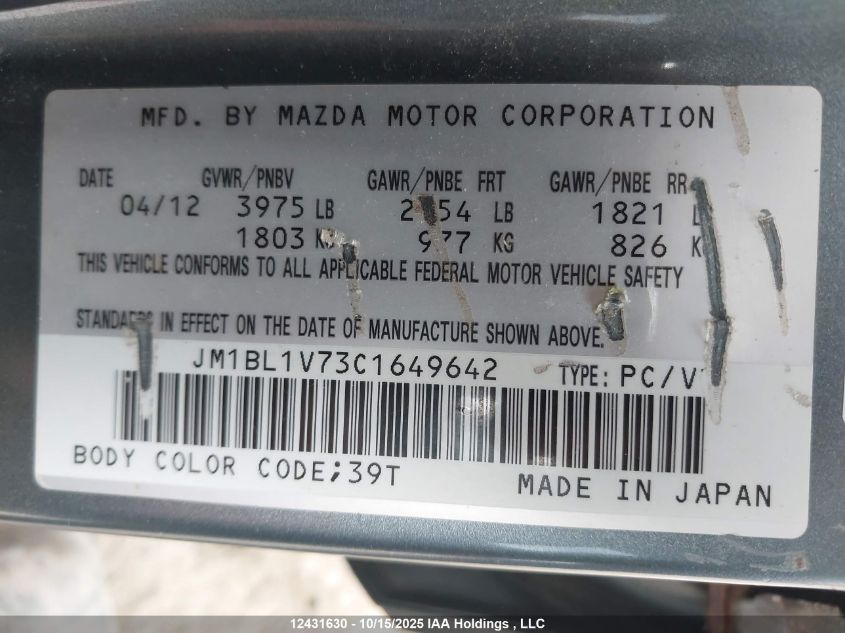 MFD. BY MAZDA MOTOR CORPORATION
DATE GVWR/PNBV GAWR/PNBE FRT GAWR/PNBE RR
04/12 3975 LB LB 1821
1803 977 KG 826
THIS VEHICLE CONFORMS TO ALL APPLICABLE FEDERAL MOTOR VEHICLE SAFETY
STANDARDS IN EFFECT ON THE DATE OF MANUFACTURE SHOWN ABOVE.
JM1BL1V73C1649642 TYPE: PC/V
BODY COLOR CODE;39T MADE IN JAPAN
12431630 - 10/15/2025 IAA Holdings , LLC